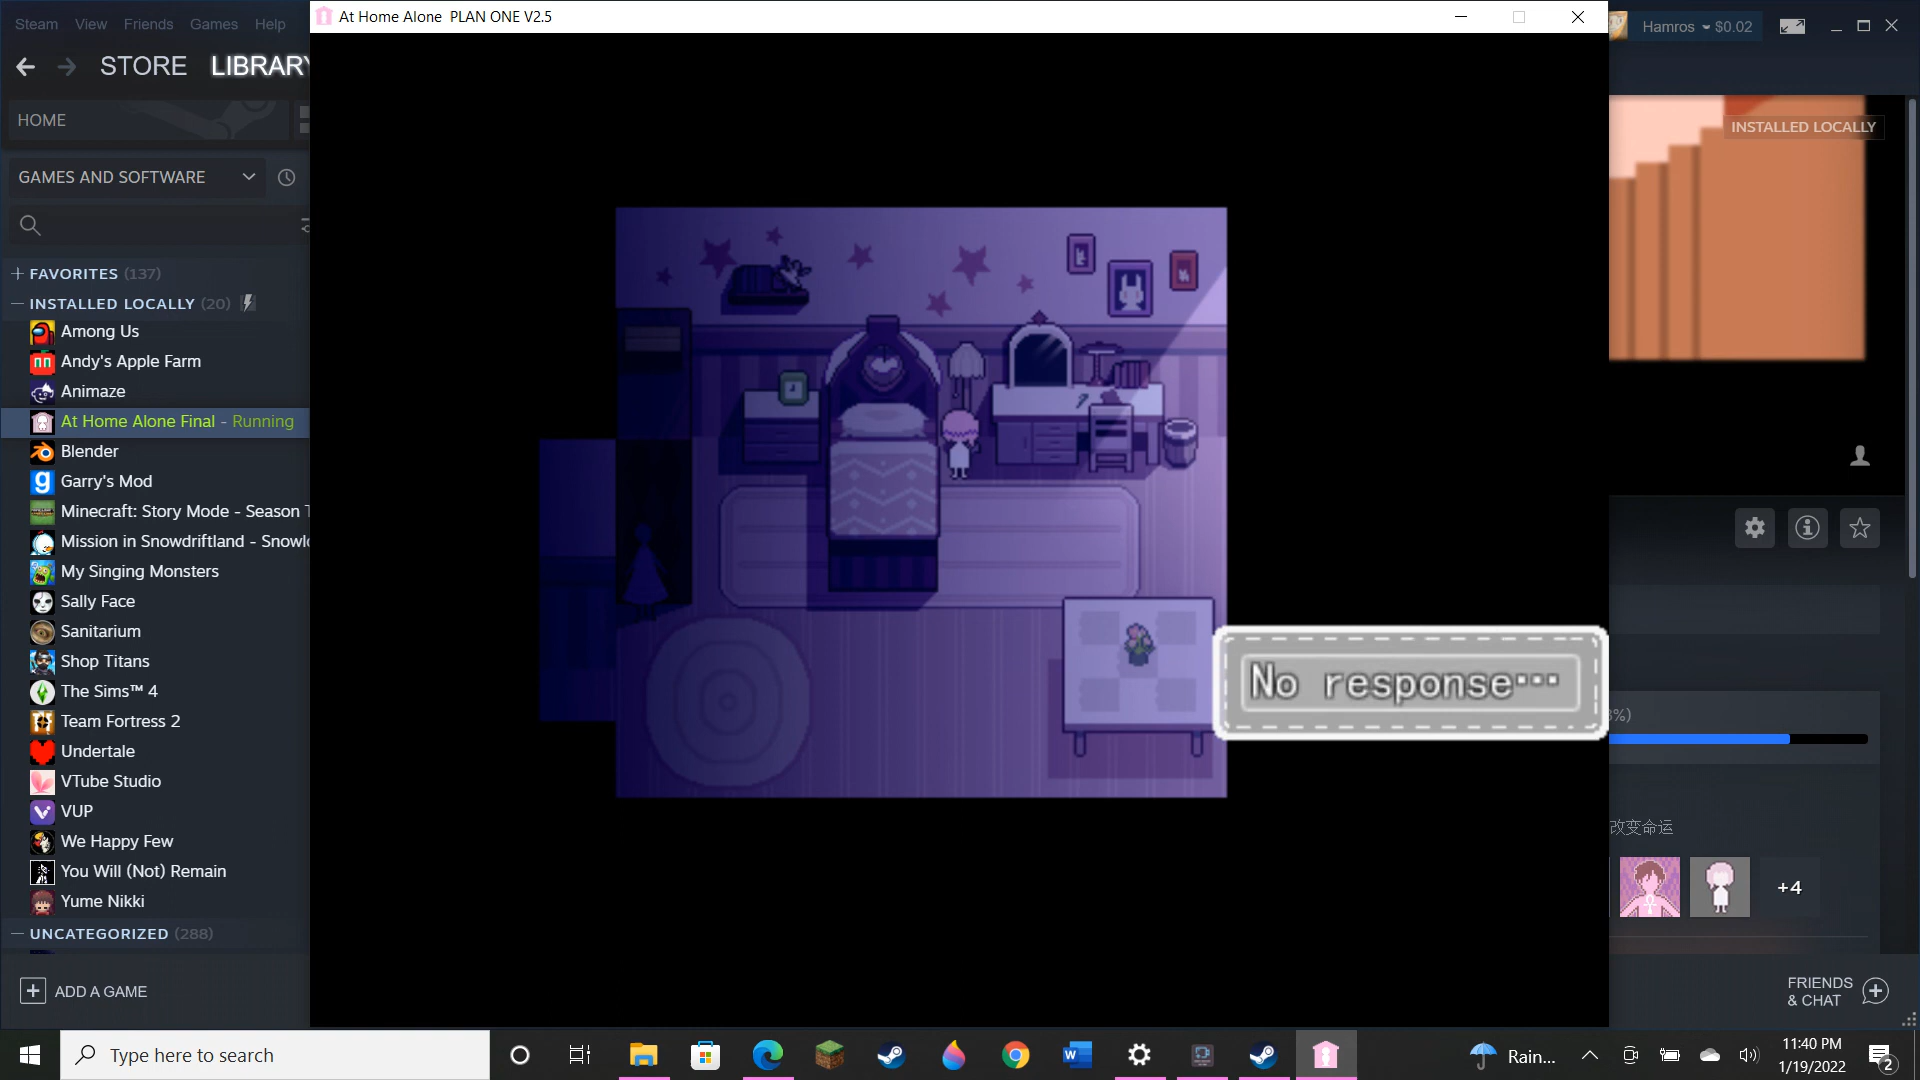 Steam View Friends Games Help
At Home Alone PLAN ONE V2.5
Hamros $0.02
STORE LIBRARY
HOME
INSTALLED LOCALLY
GAMES AND SOFTWARE
FAVORITES (137)
INSTALLED LOCALLY (20)
Among Us
Andy's Apple Farm
Animaze
At Home Alone Final - Running
Blender
Garry's Mod
Minecraft: Story Mode - Season
Mission in Snowdriftland -
My Singing Monsters
Sally Face
Sanitarium
Shop Titans
The Sims™ 4
Team Fortress 2
Undertale
VTube Studio
VUP
We Happy Few
You Will (Not) Remain
Yume Nikki
UNCATEGORIZED (288)
ADD A GAME
No response…
%)
改变命运
+4
FRIENDS
& CHAT
Type here to search
Rain...
11:40 PM
1/19/2022
2